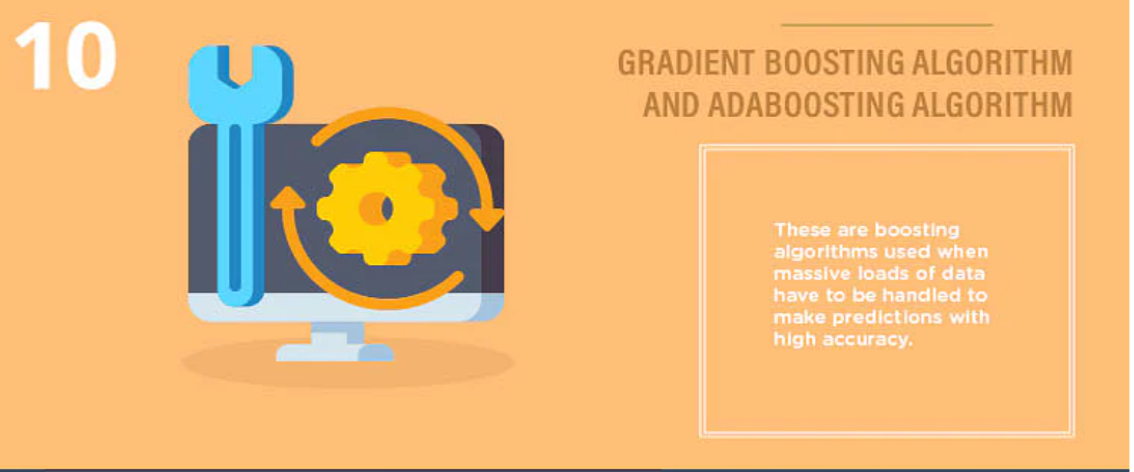 10
GRADIENT BOOSTING ALGORITHM
AND ADABOOSTING ALGORITHM
These are boosting
algorithms used when
massive loads of data
have to be handled to
make predictions with
high accuracy.